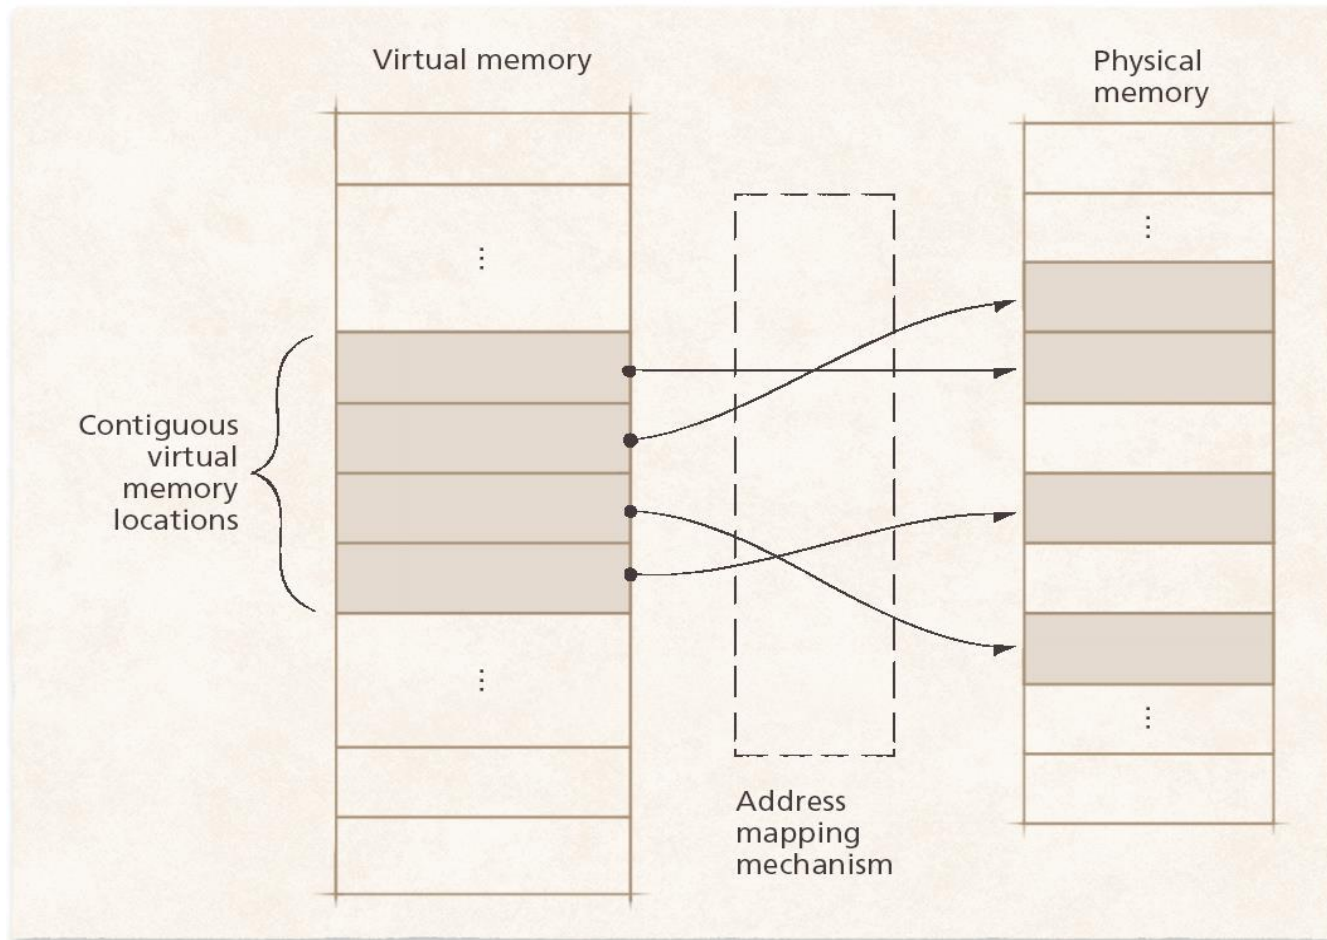 Virtual memory
Physical
memory
⋮
⋮
Contiguous
virtual
memory
locations
⋮
⋮
Address
mapping
mechanism